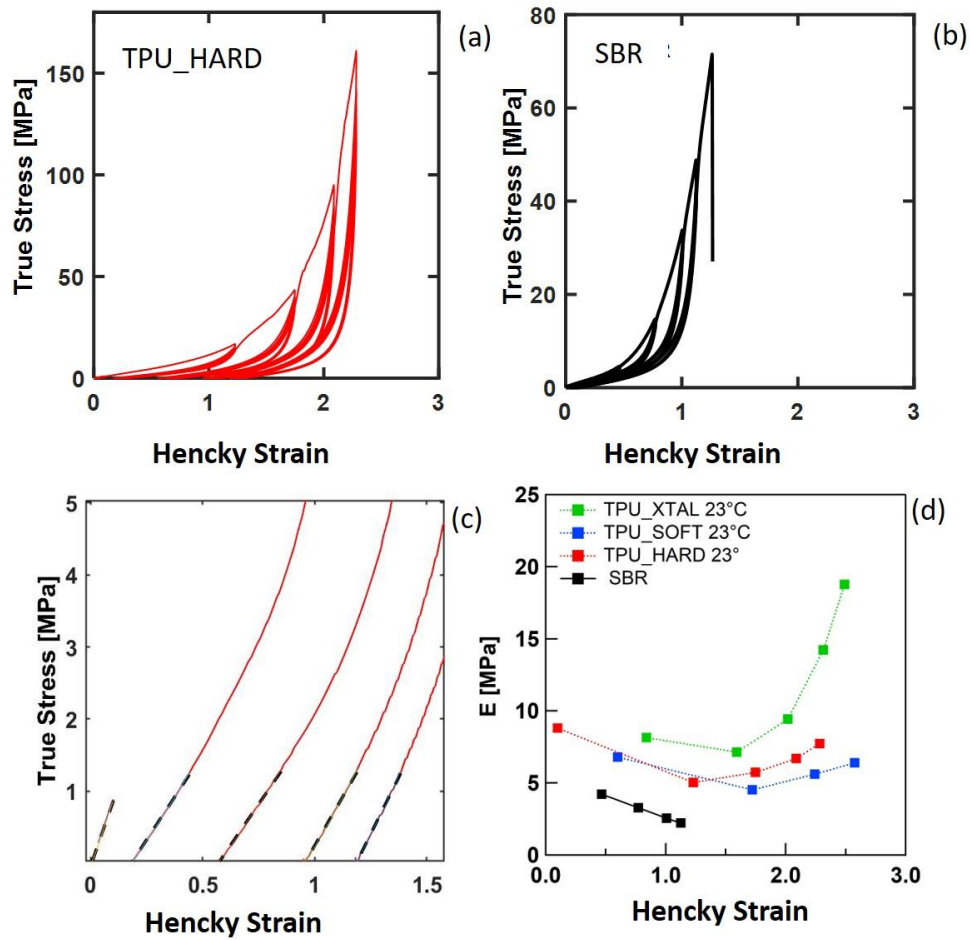 (a)
TPU_HARD
True Stress [MPa]
150
100
50
0
0 1 2 3
Hencky Strain
(b)
SBR
True Stress [MPa]
80
60
40
20
0
0 1 2 3
Hencky Strain
(c)
True Stress [MPa]
5
4
3
2
1
0 0.5 1 1.5
Hencky Strain
(d)
TPU_XTAL 23°C
TPU_SOFT 23°C
TPU_HARD 23°
SBR
E [MPa]
25
20
15
10
5
0
0.0 1.0 2.0 3.0
Hencky Strain